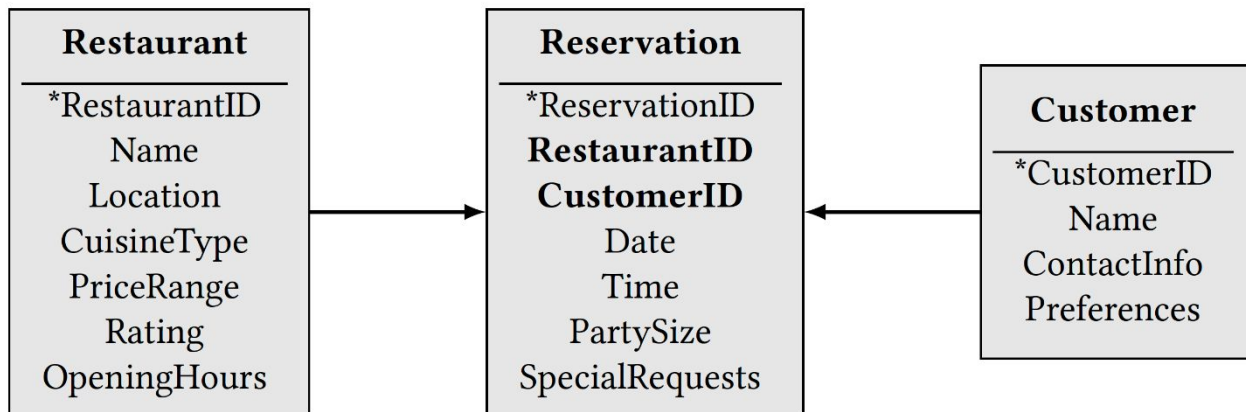 Restaurant
*RestaurantID
Name
Location
CuisineType
PriceRange
Rating
OpeningHours
Reservation
*ReservationID
RestaurantID
CustomerID
Date
Time
PartySize
SpecialRequests
Customer
*CustomerID
Name
ContactInfo
Preferences